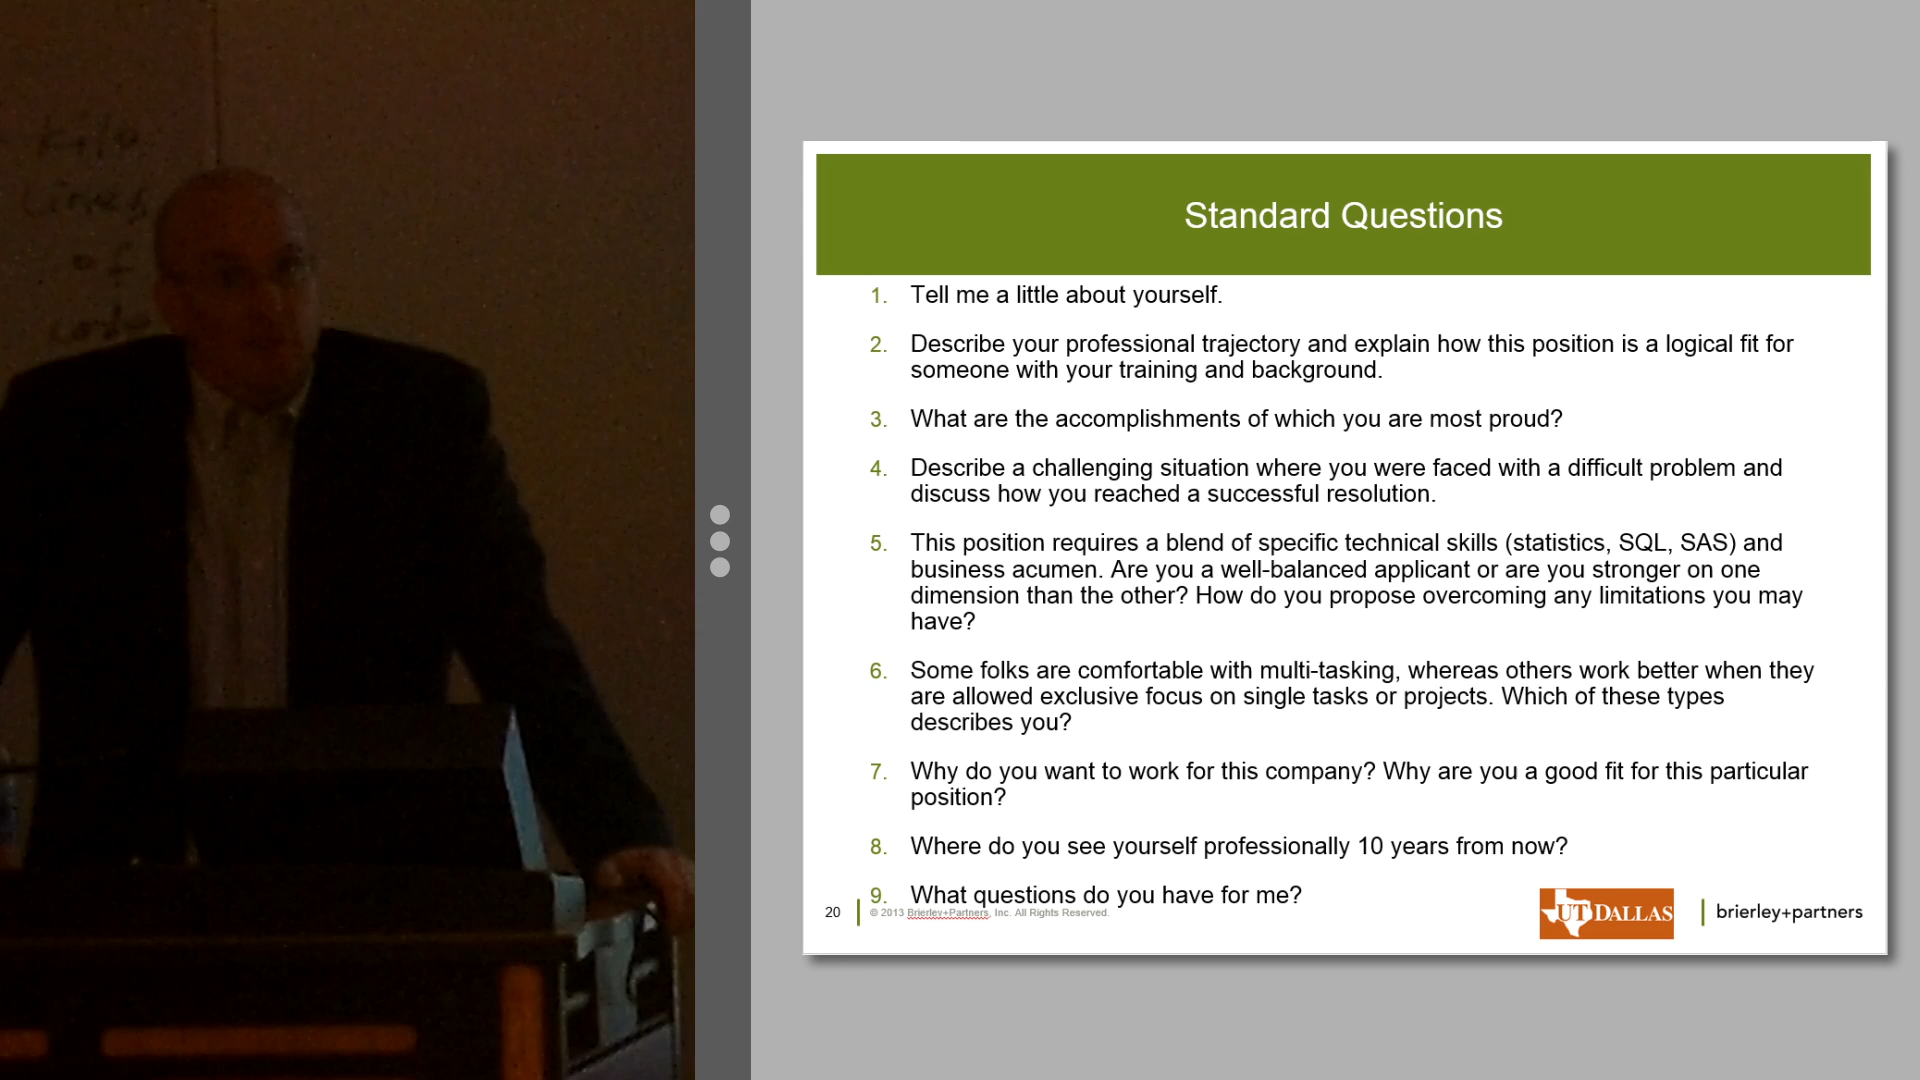 of
Standard Questions
1. Tell me a little about yourself.
2. Describe your professional trajectory and explain how this position is a logical fit for
someone with your training and background.
3. What are the accomplishments of which you are most proud?
4. Describe a challenging situation where you were faced with a difficult problem and
discuss how you reached a successful resolution.
5. This position requires a blend of specific technical skills (statistics, SQL, SAS) and
business acumen. Are you a well-balanced applicant or are you stronger on one
dimension than the other? How do you propose overcoming any limitations you may
have?
6. Some folks are comfortable with multi-tasking, whereas others work better when they
are allowed exclusive focus on single tasks or projects. Which of these types
describes you?
7. Why do you want to work for this company? Why are you a good fit for this particular
position?
8. Where do you see yourself professionally 10 years from now?
9. What questions do you have for me?
20 © 2013 Brierley+Partners, Inc. All Rights Reserved.
UT DALLAS
brierley+partners